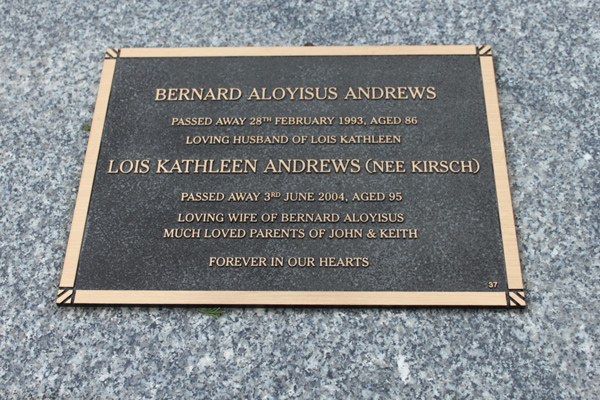 BERNARD ALOYISUS ANDREWS
PASSED AWAY 28TH FEBRUARY 1993, AGED 86
LOVING HUSBAND OF LOIS KATHLEEN
LOIS KATHLEEN ANDREWS (NEE KIRSCH)
PASSED AWAY 3RD JUNE 2004, AGED 95
LOVING WIFE OF BERNARD ALOYISUS
MUCH LOVED PARENTS OF JOHN & KEITH
FOREVER IN OUR HEARTS
37